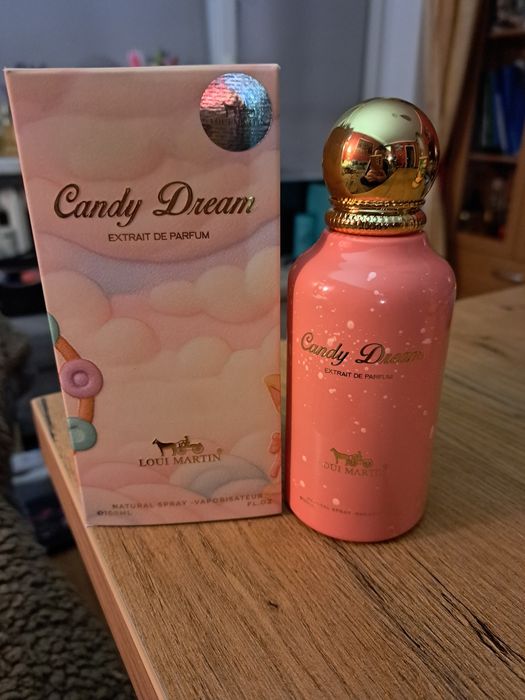 Candy Dream
EXTRAIT DE PARFUM
LOUI MARTIN
NATURAL SPRAY - VAPORISATEUR
FL.OZ
Candy Dream
EXTRAIT DE PARFUM
LOUI MARTIN